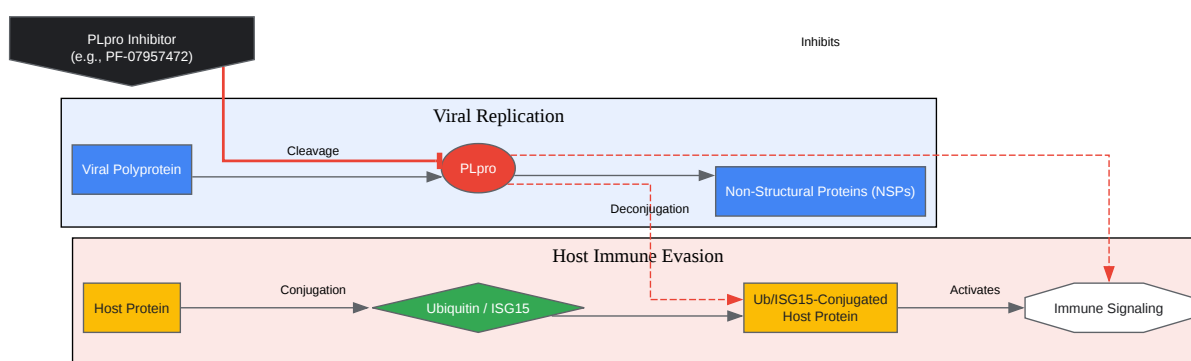 PLpro Inhibitor
(e.g., PF-07957472)
Inhibits
Viral Replication
Cleavage
Viral Polyprotein
PLpro
Non-Structural Proteins (NSPs)
Deconjugation
Host Immune Evasion
Host Protein
Conjugation
Ubiquitin / ISG15
Ub/ISG15-Conjugated
Host Protein
Activates
Immune Signaling